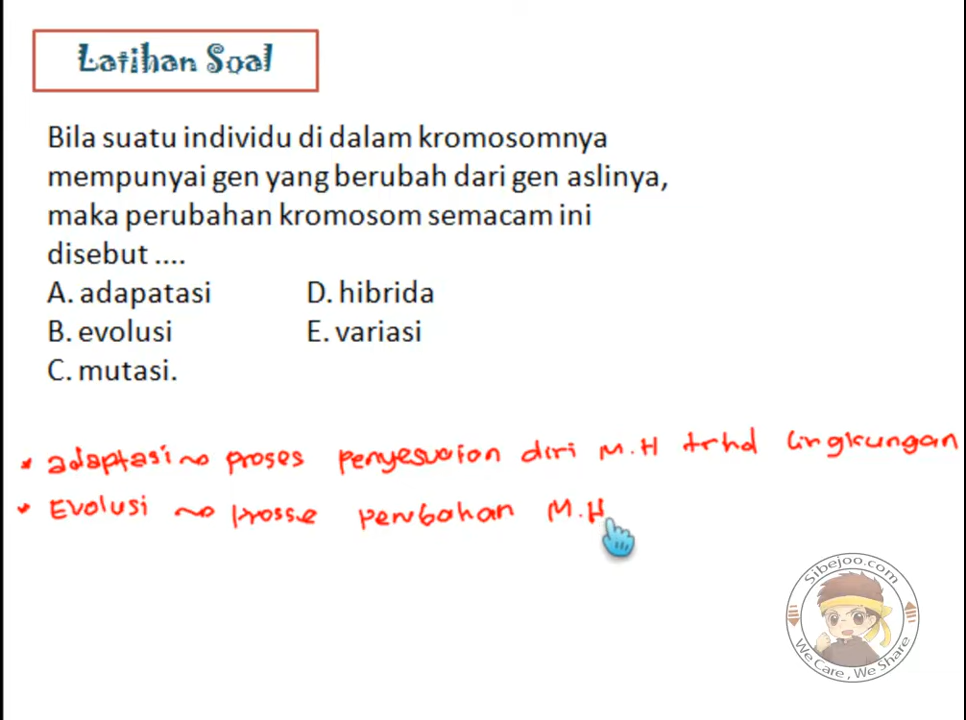 Latihan Soal
Bila suatu individu di dalam kromosomnya
mempunyai gen yang berubah dari gen aslinya,
maka perubahan kromosom semacam ini
disebut ....
A. adapatasi D. hibrida
B. evolusi E. variasi
C. mutasi.
* adaptasi ~> proses penyesuaian diri M.H trhd lingkungan
* Evolusi ~> prosse perubahan M.H
Sibejoo.com
We Care, We Share